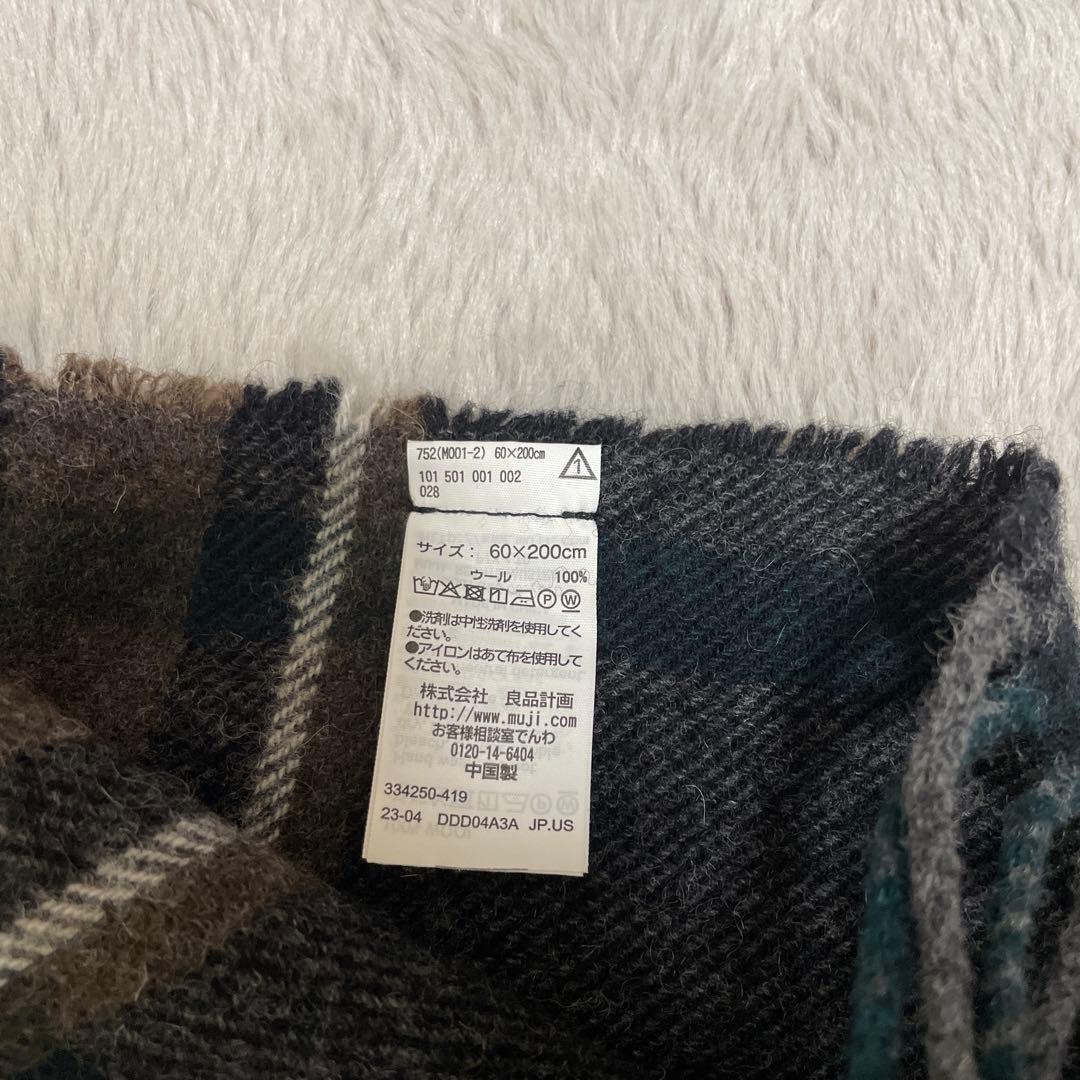 752(M001-2) 60×200cm
1
101 501 001 002
028
サイズ: 60×200cm
ウール 100%
P W
●洗剤は中性洗剤を使用してく
ださい。
●アイロンはあて布を使用して
ください。
株式会社 良品計画
http://www.muji.com
お客様相談室でんわ
0120-14-6404
中国製
334250-419
23-04 DDD04A3A JP.US